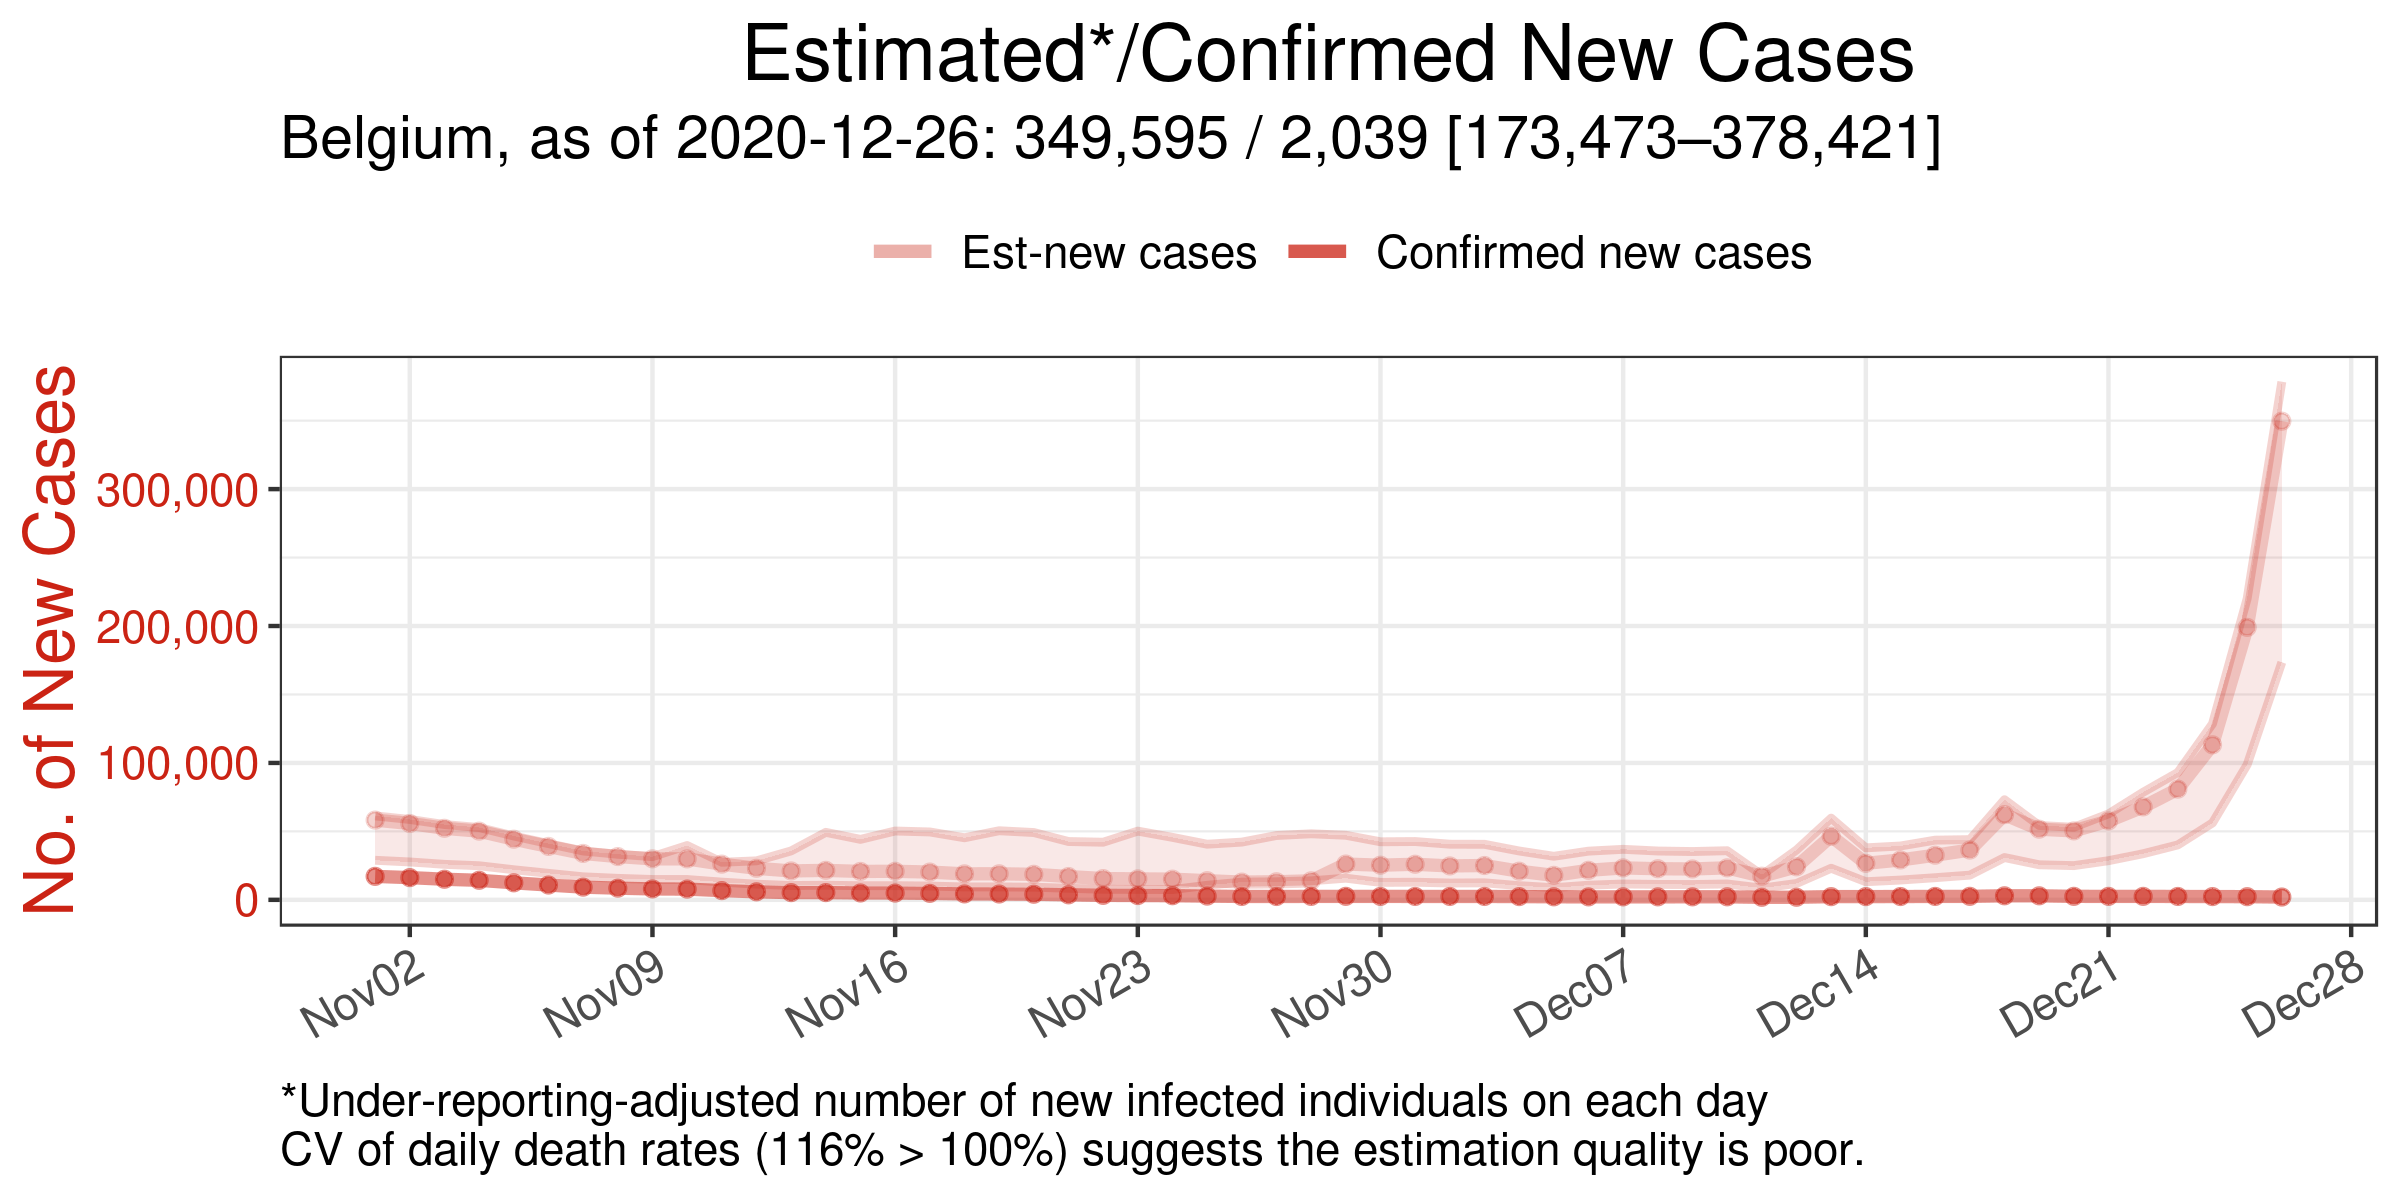 Estimated*/Confirmed New Cases
Belgium, as of 2020-12-26: 349,595 / 2,039 [173,473–378,421]
Est-new cases
Confirmed new cases
No. of New Cases
300,000
200,000
100,000
0
Nov02
Nov09
Nov16
Nov23
Nov30
Dec07
Dec14
Dec21
Dec28
*Under-reporting-adjusted number of new infected individuals on each day
CV of daily death rates (116% > 100%) suggests the estimation quality is poor.